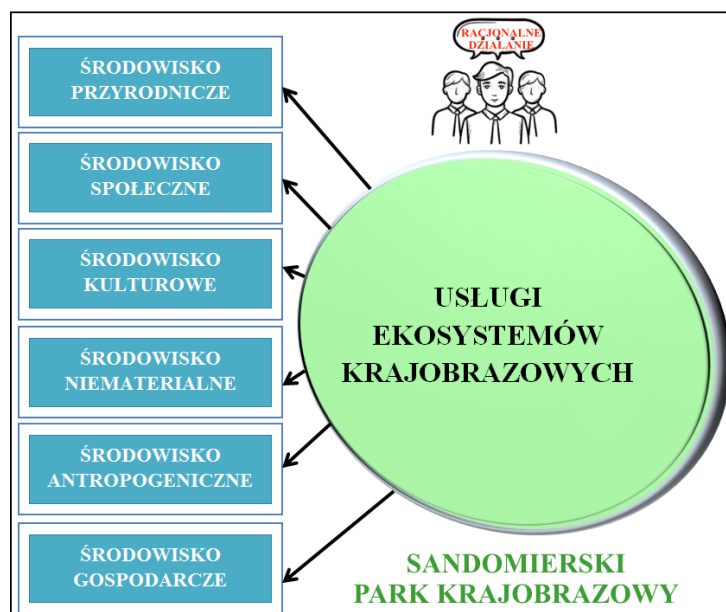 RACJONALNE
DZIAŁANIE
ŚRODOWISKO
PRZYRODNICZE
ŚRODOWISKO
SPOŁECZNE
ŚRODOWISKO
KULTUROWE
ŚRODOWISKO
NIEMATERIALNE
ŚRODOWISKO
ANTROPOGENICZNE
ŚRODOWISKO
GOSPODARCZE
USŁUGI
EKOSYSTEMÓW
KRAJOBRAZOWYCH
SANDOMIERSKI
PARK KRAJOBRAZOWY